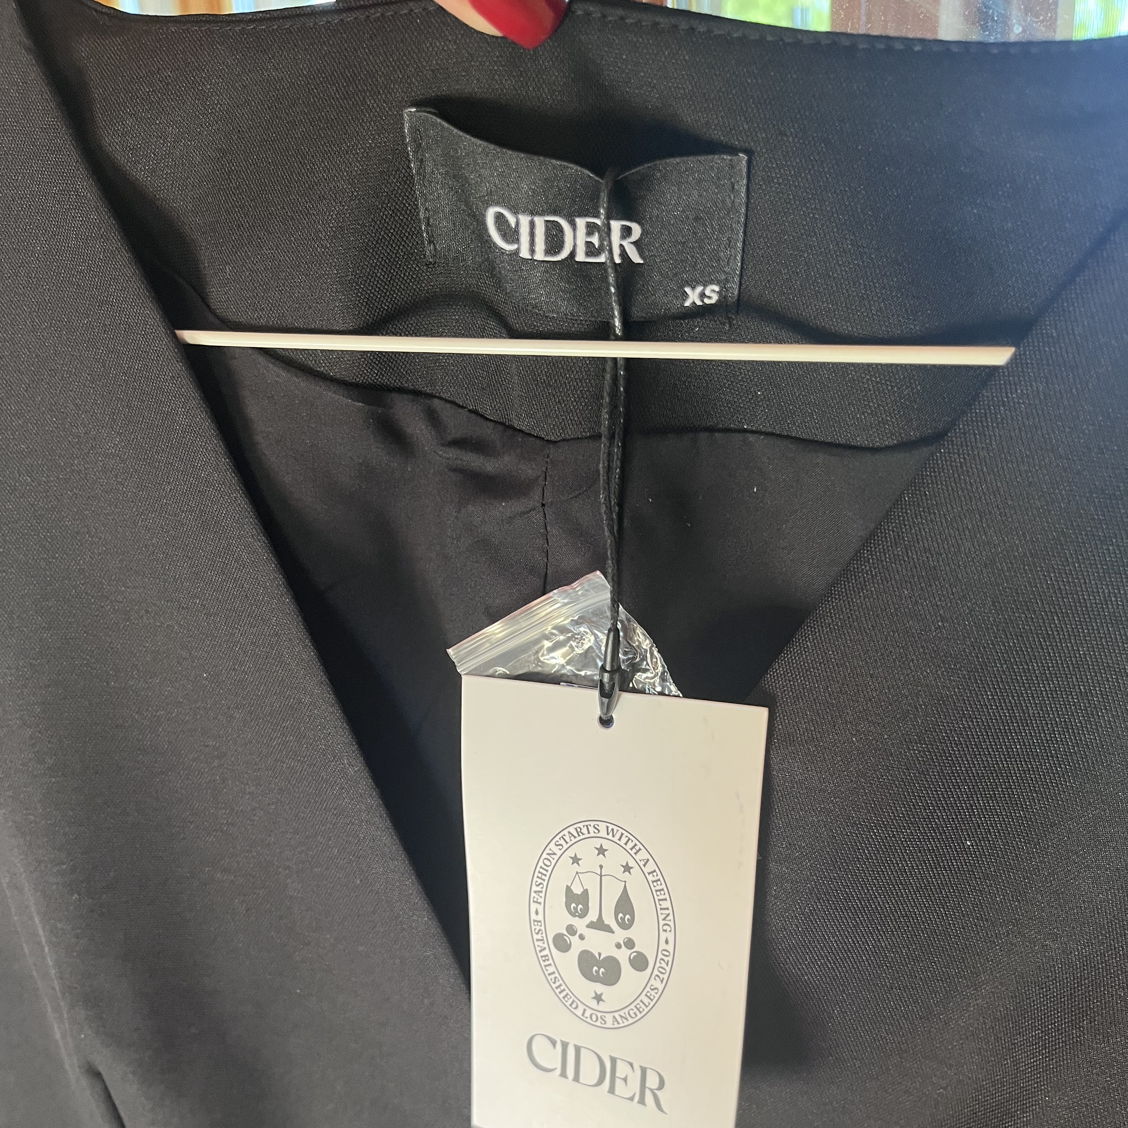 CIDER
XS
FASHION STARTS WITH A FEELING
ESTABLISHED LOS ANGELES 2020
CIDER